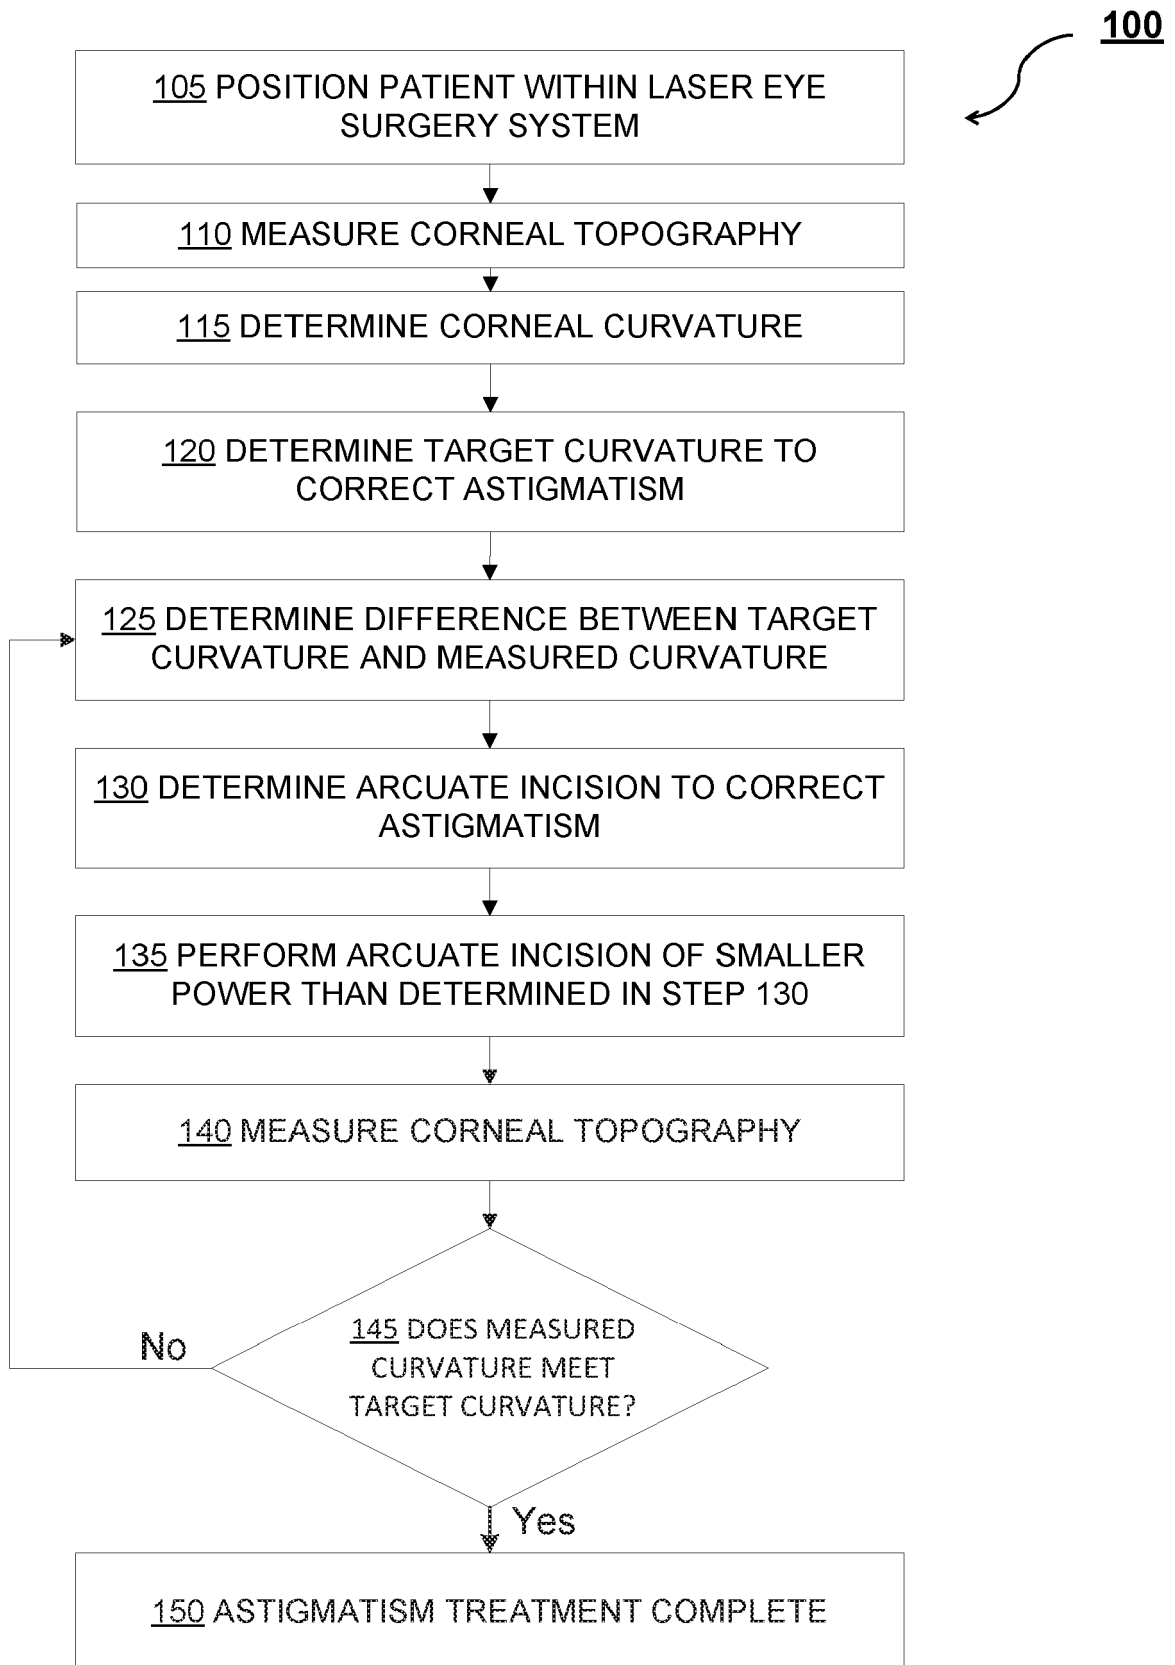 100
105 POSITION PATIENT WITHIN LASER EYE
SURGERY SYSTEM
110 MEASURE CORNEAL TOPOGRAPHY
115 DETERMINE CORNEAL CURVATURE
120 DETERMINE TARGET CURVATURE TO
CORRECT ASTIGMATISM
125 DETERMINE DIFFERENCE BETWEEN TARGET
CURVATURE AND MEASURED CURVATURE
130 DETERMINE ARCUATE INCISION TO CORRECT
ASTIGMATISM
135 PERFORM ARCUATE INCISION OF SMALLER
POWER THAN DETERMINED IN STEP 130
140 MEASURE CORNEAL TOPOGRAPHY
145 DOES MEASURED
CURVATURE MEET
TARGET CURVATURE?
No
Yes
150 ASTIGMATISM TREATMENT COMPLETE